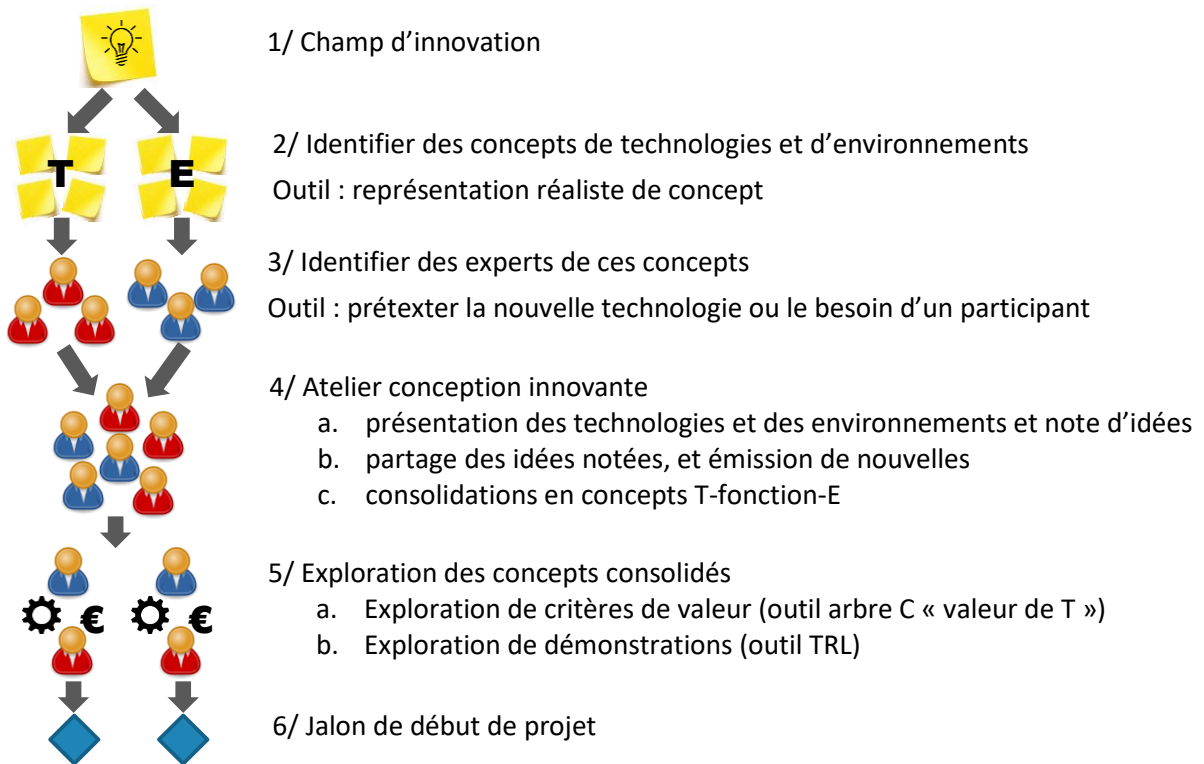 1/ Champ d’innovation
T
E
2/ Identifier des concepts de technologies et d’environnements
Outil : représentation réaliste de concept
3/ Identifier des experts de ces concepts
Outil : prétexter la nouvelle technologie ou le besoin d’un participant
4/ Atelier conception innovante
a. présentation des technologies et des environnements et note d’idées
b. partage des idées notées, et émission de nouvelles
c. consolidations en concepts T-fonction-E
5/ Exploration des concepts consolidés
€
€
a. Exploration de critères de valeur (outil arbre C « valeur de T »)
b. Exploration de démonstrations (outil TRL)
6/ Jalon de début de projet